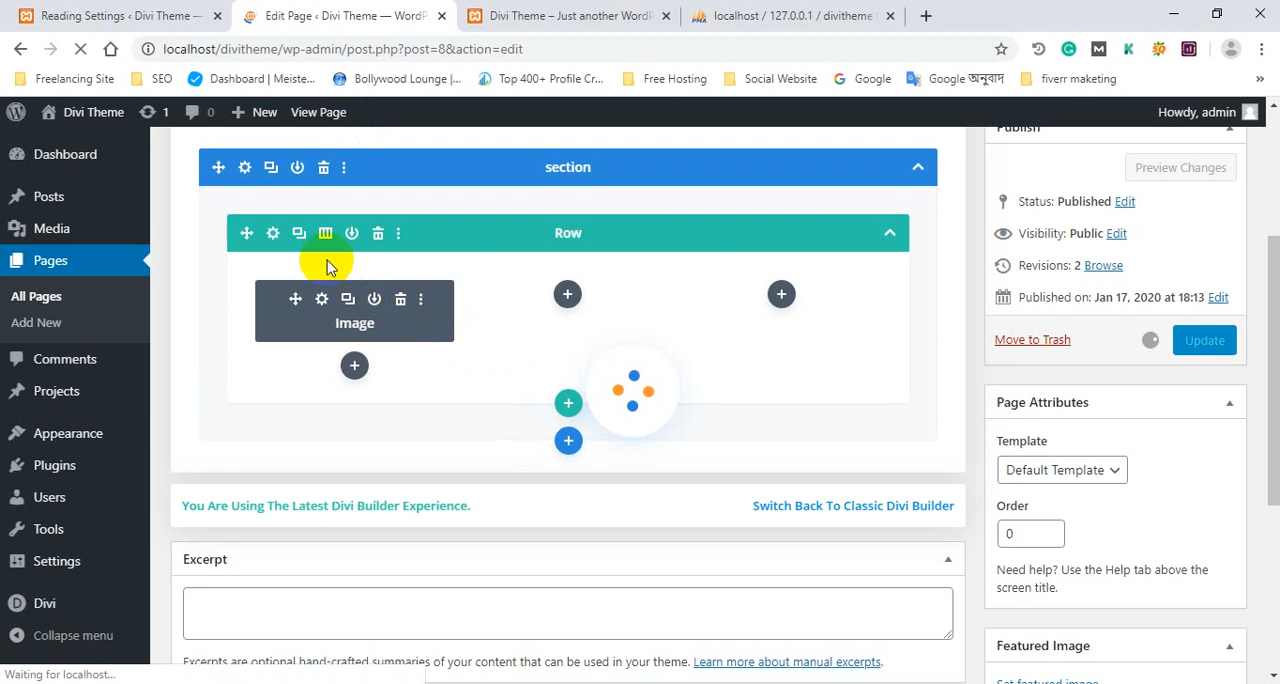 Reading Settings ‹ Divi Theme —
Edit Page ‹ Divi Theme — WordP
Divi Theme – Just another WordP
localhost / 127.0.0.1 / divitheme
localhost/divitheme/wp-admin/post.php?post=8&action=edit
Freelancing Site
SEO
Dashboard | Meiste...
Bollywood Lounge |...
Top 400+ Profile Cr...
Free Hosting
Social Website
Google
Google অনুবাদ
fiverr maketing
Divi Theme
1
0
New
View Page
Howdy, admin
Dashboard
Posts
Media
Pages
All Pages
Add New
Comments
Projects
Appearance
Plugins
Users
Tools
Settings
Divi
Collapse menu
section
Row
Image
You Are Using The Latest Divi Builder Experience.
Switch Back To Classic Divi Builder
Excerpt
Excerpts are optional hand-crafted summaries of your content that can be used in your theme. Learn more about manual excerpts.
Publish
Preview Changes
Status: Published Edit
Visibility: Public Edit
Revisions: 2 Browse
Published on: Jan 17, 2020 at 18:13 Edit
Move to Trash
Update
Page Attributes
Template
Default Template
Order
0
Need help? Use the Help tab above the
screen title.
Featured Image
Set featured image
Waiting for localhost...